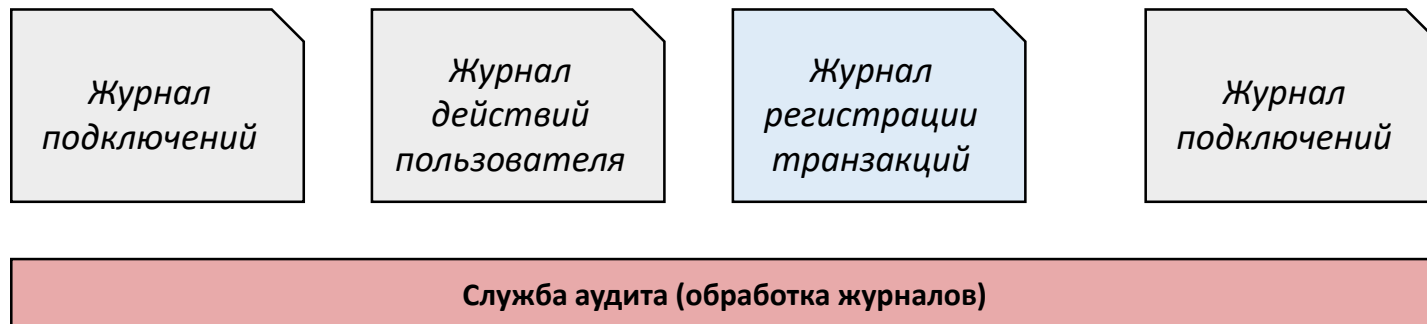 Журнал
подключений
Журнал
действий
пользователя
Журнал
регистрации
транзакций
Журнал
подключений
Служба аудита (обработка журналов)